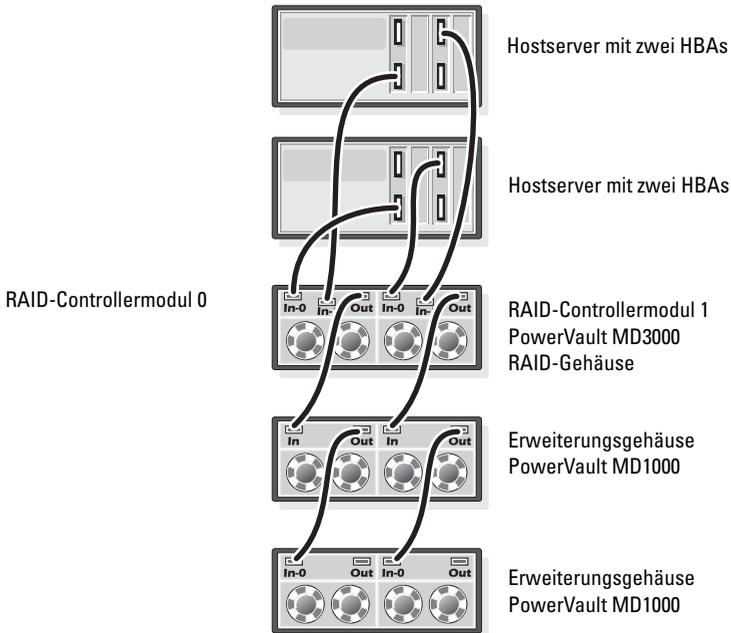 Hostserver mit zwei HBAs
Hostserver mit zwei HBAs
RAID-Controllermodul 0
In-0 In- Out In-0 In- Out
RAID-Controllermodul 1
PowerVault MD3000
RAID-Gehäuse
In Out In Out
Erweiterungsgehäuse
PowerVault MD1000
In-0 Out In-0 Out
Erweiterungsgehäuse
PowerVault MD1000